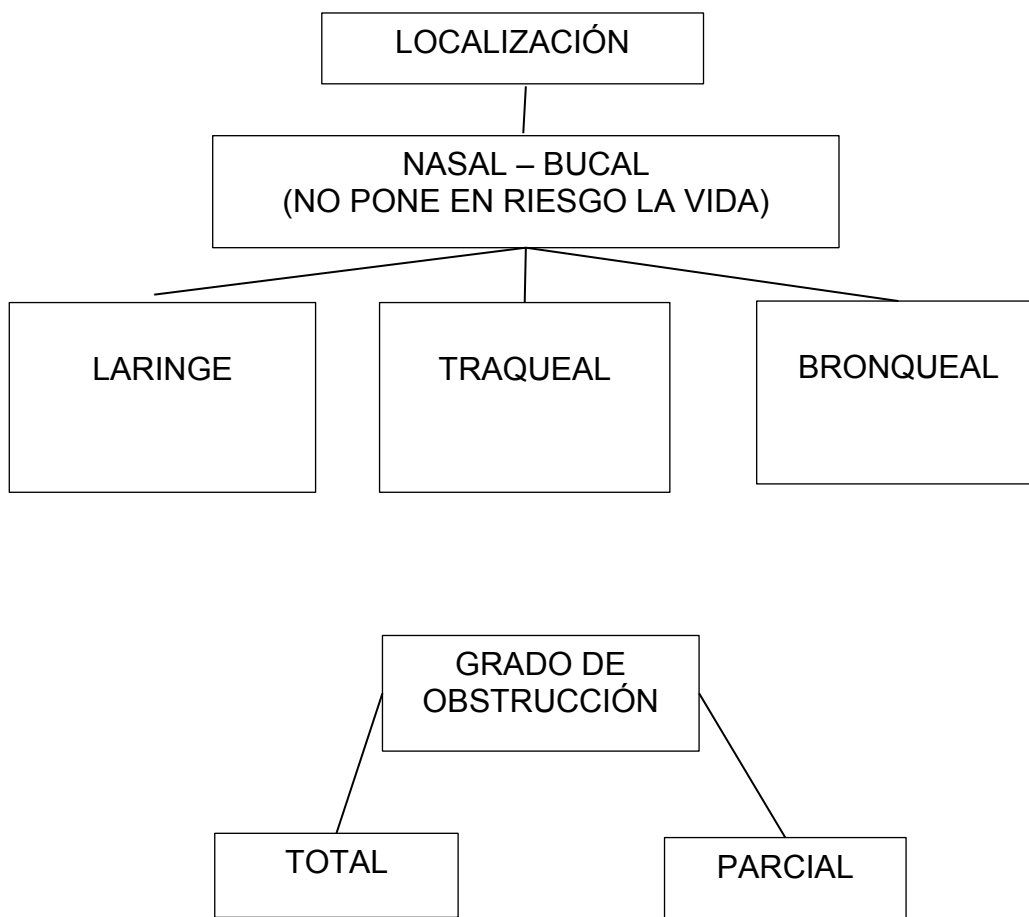 LOCALIZACIÓN
NASAL – BUCAL
(NO PONE EN RIESGO LA VIDA)
LARINGE
TRAQUEAL
BRONQUEAL
GRADO DE
OBSTRUCCIÓN
TOTAL
PARCIAL